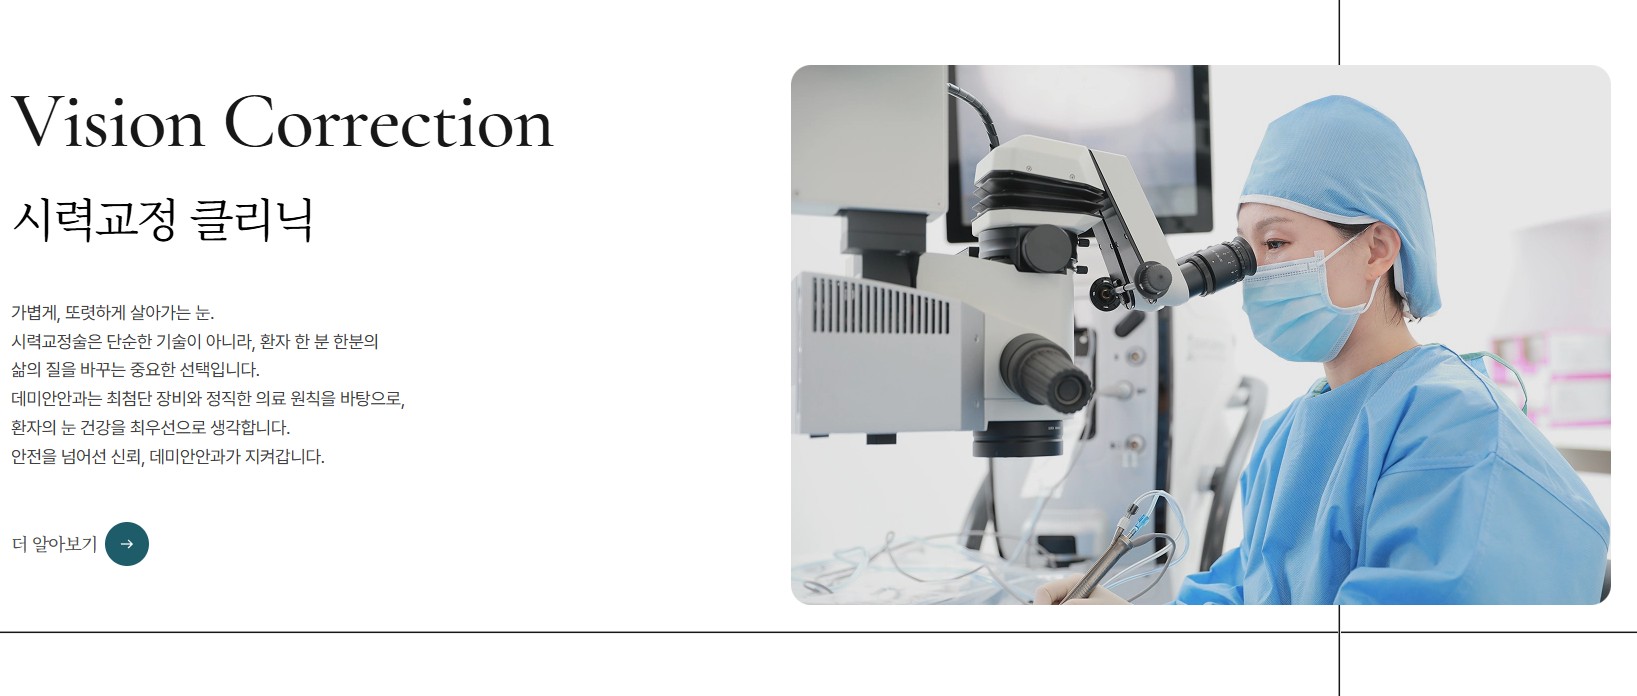 Vision Correction
시력교정 클리닉
가볍게, 또렷하게 살아가는 눈.
시력교정술은 단순한 기술이 아니라, 환자 한 분 한분의
삶의 질을 바꾸는 중요한 선택입니다.
데미안안과는 최첨단 장비와 정직한 의료 원칙을 바탕으로,
환자의 눈 건강을 최우선으로 생각합니다.
안전을 넘어선 신뢰, 데미안안과가 지켜갑니다.
더 알아보기